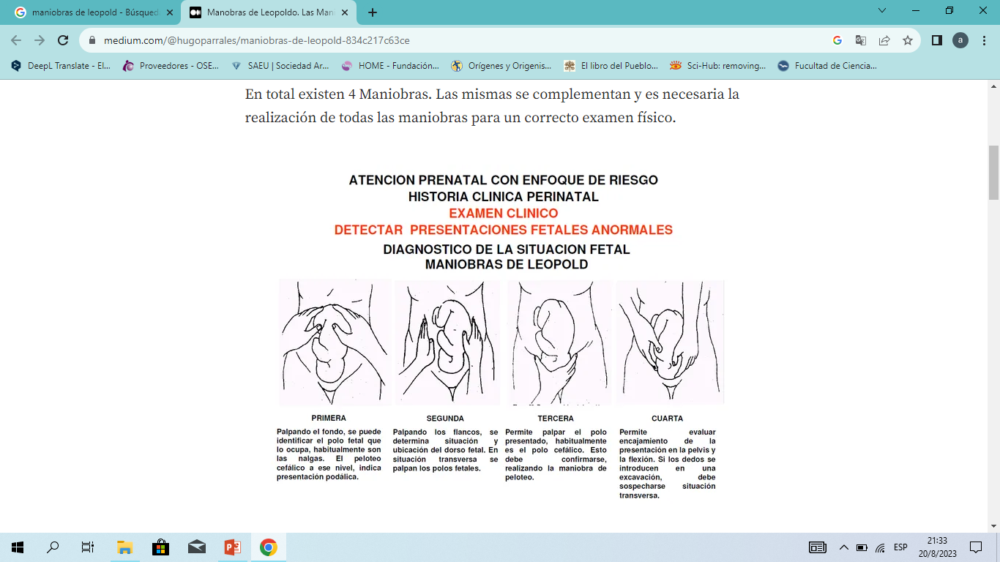 maniobras de leopold - Búsqued
Manobras de Leopoldo. Las Man
medium.com/@hugoparrales/maniobras-de-leopold-834c217c63ce
a
DeepL Translate - El...
Proveedores - OSE...
SAEU | Sociedad Ar...
HOME - Fundación...
Orígenes y Origenis...
El libro del Pueblo...
Sci-Hub: removing...
Fucultad de Ciencia...
En total existen 4 Maniobras. Las mismas se complementan y es necesaria la
realización de todas las maniobras para un correcto examen físico.
ATENCION PRENATAL CON ENFOQUE DE RIESGO
HISTORIA CLINICA PERINATAL
EXAMEN CLINICO
DETECTAR PRESENTACIONES FETALES ANORMALES
DIAGNOSTICO DE LA SITUACION FETAL
MANIOBRAS DE LEOPOLD
PRIMERA
Palpando el fondo, se puede
identificar el polo fetal que
lo ocupa, habitualmente son
las nalgas. El peloteo
cefálico a ese nivel, indica
presentación podálica.
SEGUNDA
Palpando los flancos, se
determina situación y
ubicación del dorso fetal. En
situación transversa se
palpan los polos fetales.
TERCERA
Permite palpar el polo
presentado, habitualmente
es el polo cefálico. Esto
debe confirmarse,
realizando la maniobra de
peloteo.
CUARTA
Permite evaluar
encajamiento de la
presentación en la pelvis y
la flexión. Si los dedos se
introducen en una
excavación, debe
sospecharse situación
transversa.
ESP
21:33
20/8/2023